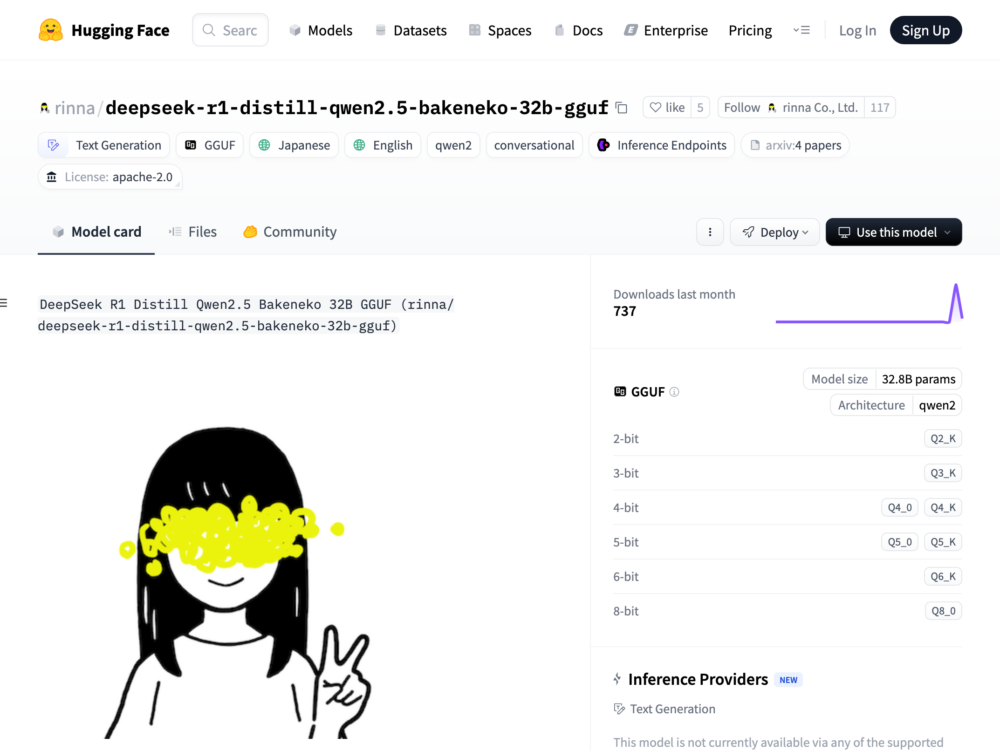 Hugging Face Searc Models Datasets Spaces Docs Enterprise Pricing Log In Sign Up
rinna/deepseek-r1-distill-qwen2.5-bakeneko-32b-gguf like 5 Follow rinna Co., Ltd. 117
Text Generation GGUF Japanese English qwen2 conversational Inference Endpoints arxiv:4 papers
License: apache-2.0
Model card Files Community Deploy Use this model
DeepSeek R1 Distill Qwen2.5 Bakeneko 32B GGUF (rinna/
deepseek-r1-distill-qwen2.5-bakeneko-32b-gguf)
Downloads last month
737
GGUF
Model size 32.8B params
Architecture qwen2
2-bit Q2_K
3-bit Q3_K
4-bit Q4_0 Q4_K
5-bit Q5_0 Q5_K
6-bit Q6_K
8-bit Q8_0
Inference Providers NEW
Text Generation
This model is not currently available via any of the supported